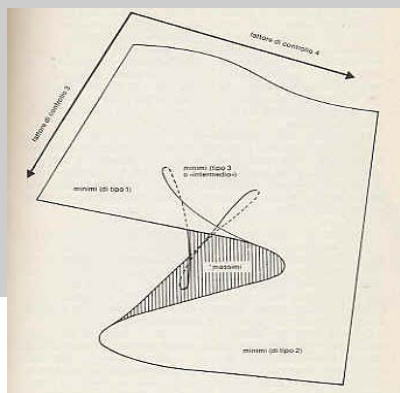 fattore di controllo 4
fattore di controllo 3
minimi (tipo 3
o «intermedio»)
minimi (di tipo 1)
massimi
minimi (di tipo 2)